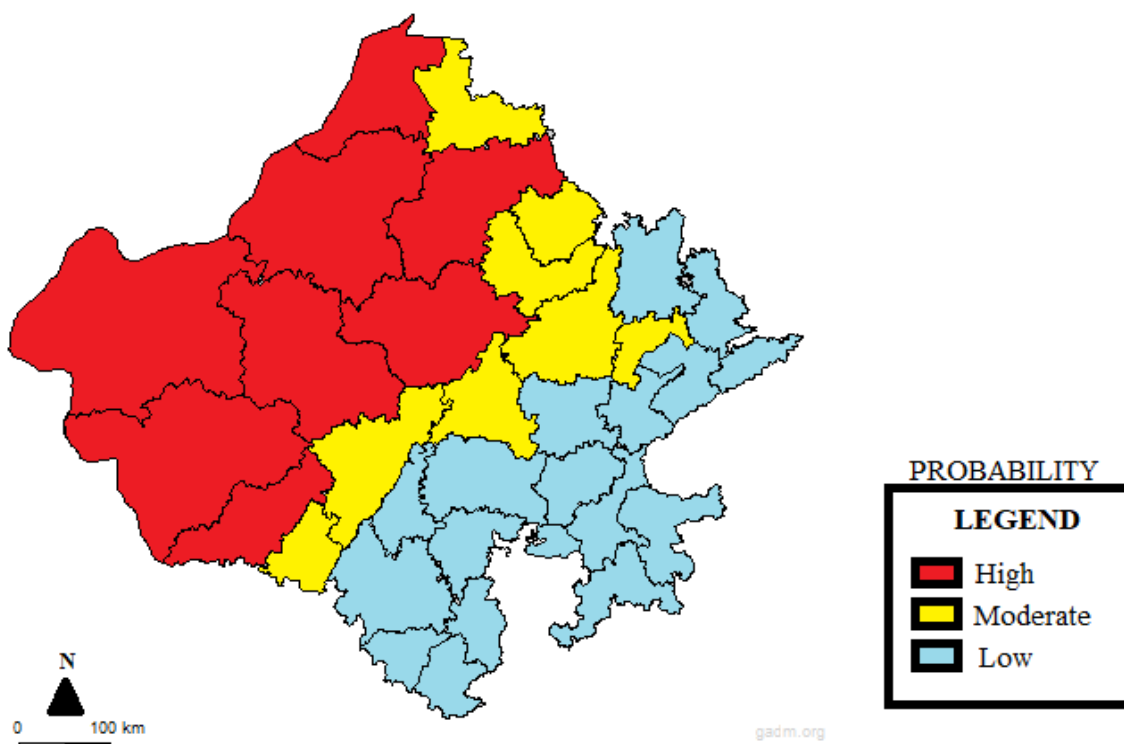 PROBABILITY
LEGEND
High
Moderate
Low
N
0 100 km
gadm.org